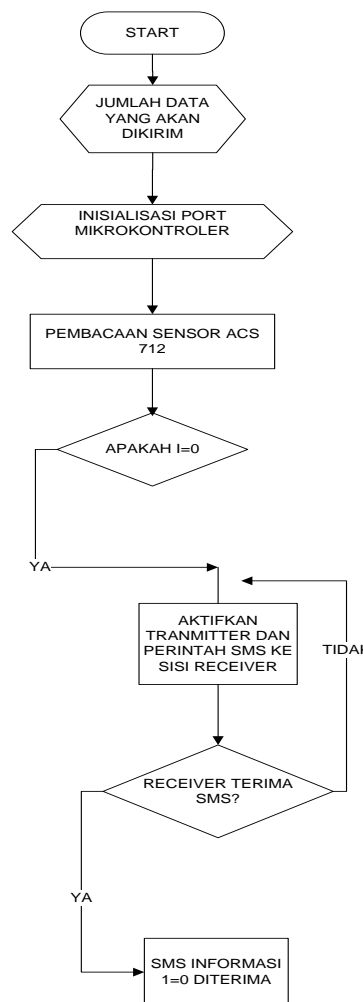 START
JUMLAH DATA
YANG AKAN
DIKIRIM
INISIALISASI PORT
MIKROKONTROLER
PEMBACAAN SENSOR ACS
712
APAKAH I=0
YA
AKTIFKAN
TRANMITTER DAN
PERINTAH SMS KE
SISI RECEIVER
TIDAK
RECEIVER TERIMA
SMS?
YA
SMS INFORMASI
1=0 DITERIMA